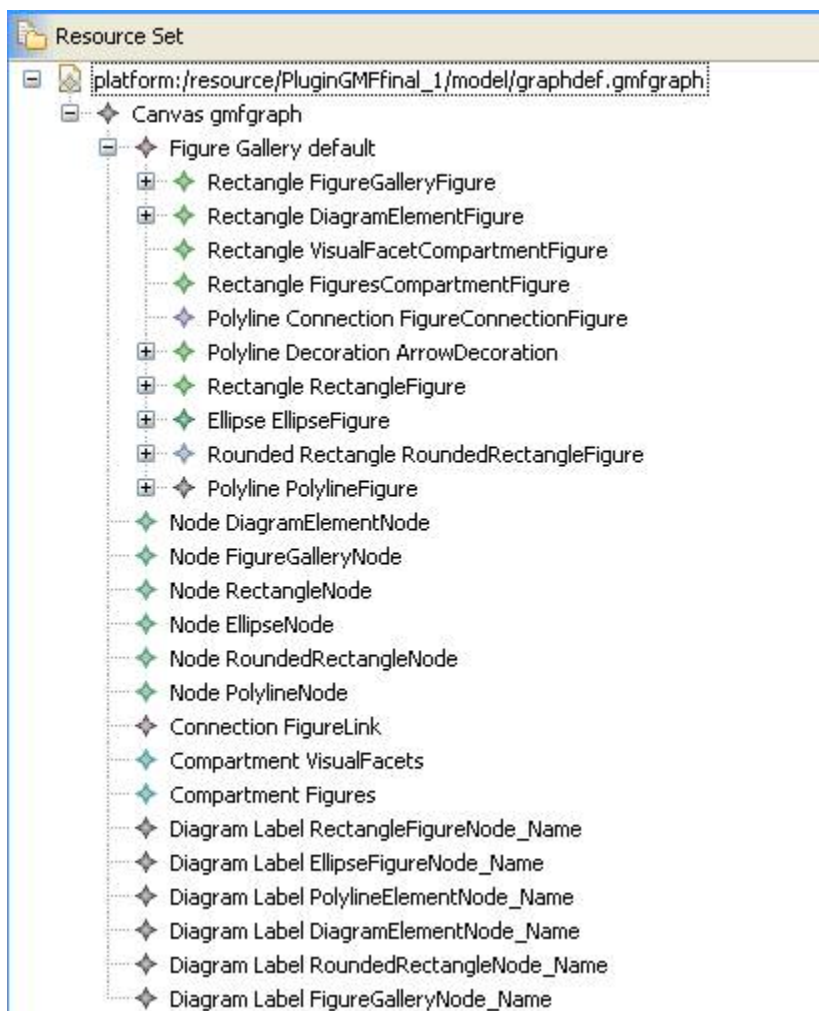 Resource Set
platform:/resource/PluginGMFfinal_1/model/graphdef.gmfgraph
Canvas gmfgraph
Figure Gallery default
Rectangle FigureGalleryFigure
Rectangle DiagramElementFigure
Rectangle VisualFacetCompartmentFigure
Rectangle FiguresCompartmentFigure
Polyline Connection FigureConnectionFigure
Polyline Decoration ArrowDecoration
Rectangle RectangleFigure
Ellipse EllipseFigure
Rounded Rectangle RoundedRectangleFigure
Polyline PolylineFigure
Node DiagramElementNode
Node FigureGalleryNode
Node RectangleNode
Node EllipseNode
Node RoundedRectangleNode
Node PolylineNode
Connection FigureLink
Compartment VisualFacets
Compartment Figures
Diagram Label RectangleFigureNode_Name
Diagram Label EllipseFigureNode_Name
Diagram Label PolylineElementNode_Name
Diagram Label DiagramElementNode_Name
Diagram Label RoundedRectangleNode_Name
Diagram Label FigureGalleryNode_Name